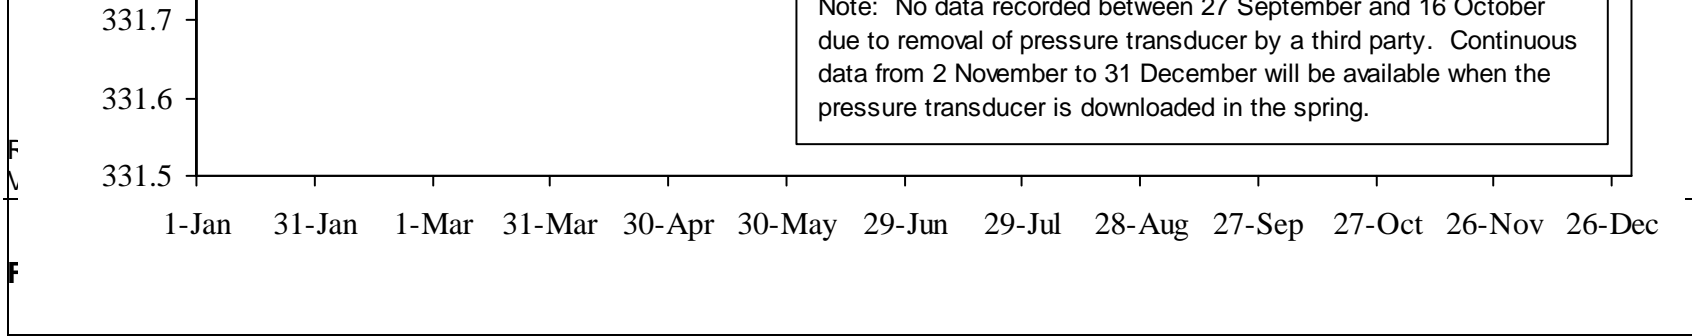 331.7
Note: No data recorded between 27 September and 16 October
due to removal of pressure transducer by a third party. Continuous
data from 2 November to 31 December will be available when the
pressure transducer is downloaded in the spring.
331.6
331.5
1-Jan 31-Jan 1-Mar 31-Mar 30-Apr 30-May 29-Jun 29-Jul 28-Aug 27-Sep 27-Oct 26-Nov 26-Dec